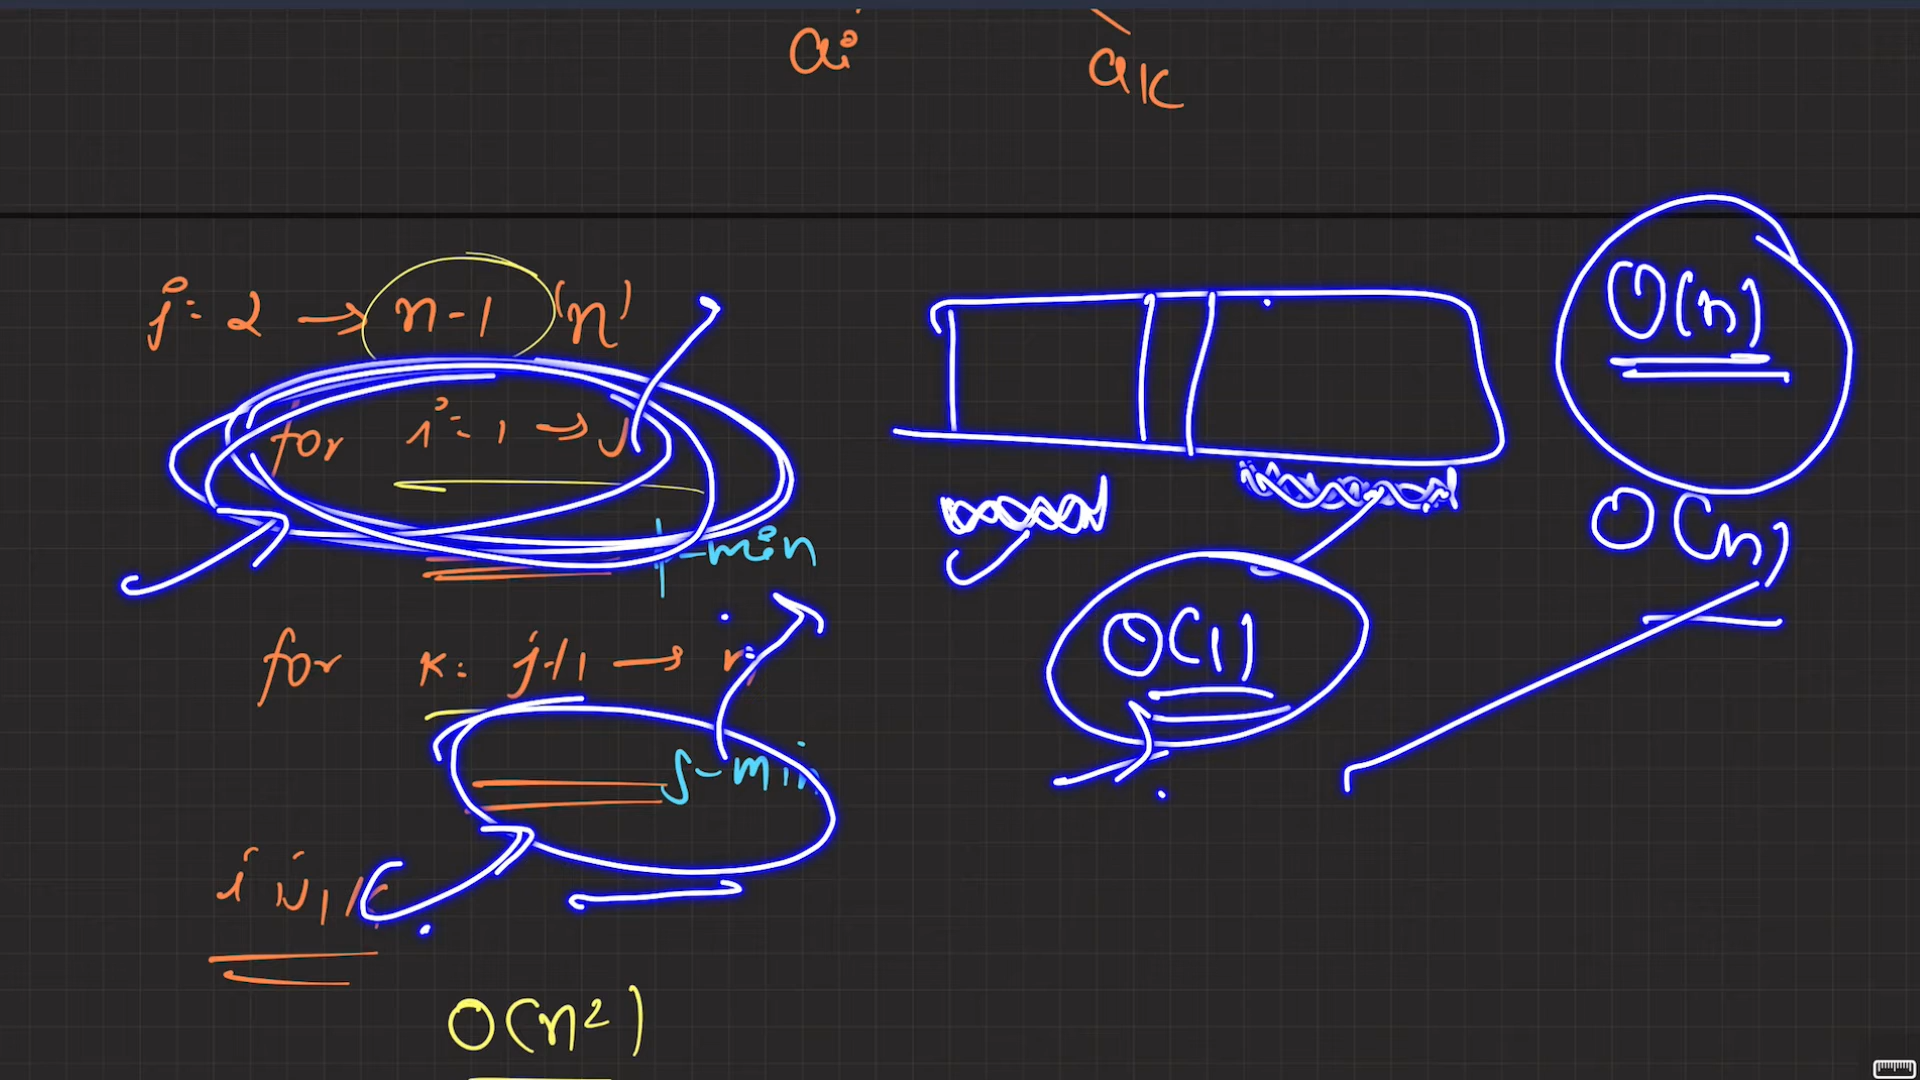 ai
ak
j = 2 → n-1 (n)
O(n)
for i = 1 → j
O(n)
p-min
for k = j+1 → n
O(1)
s-min
i j, k
O(n²)